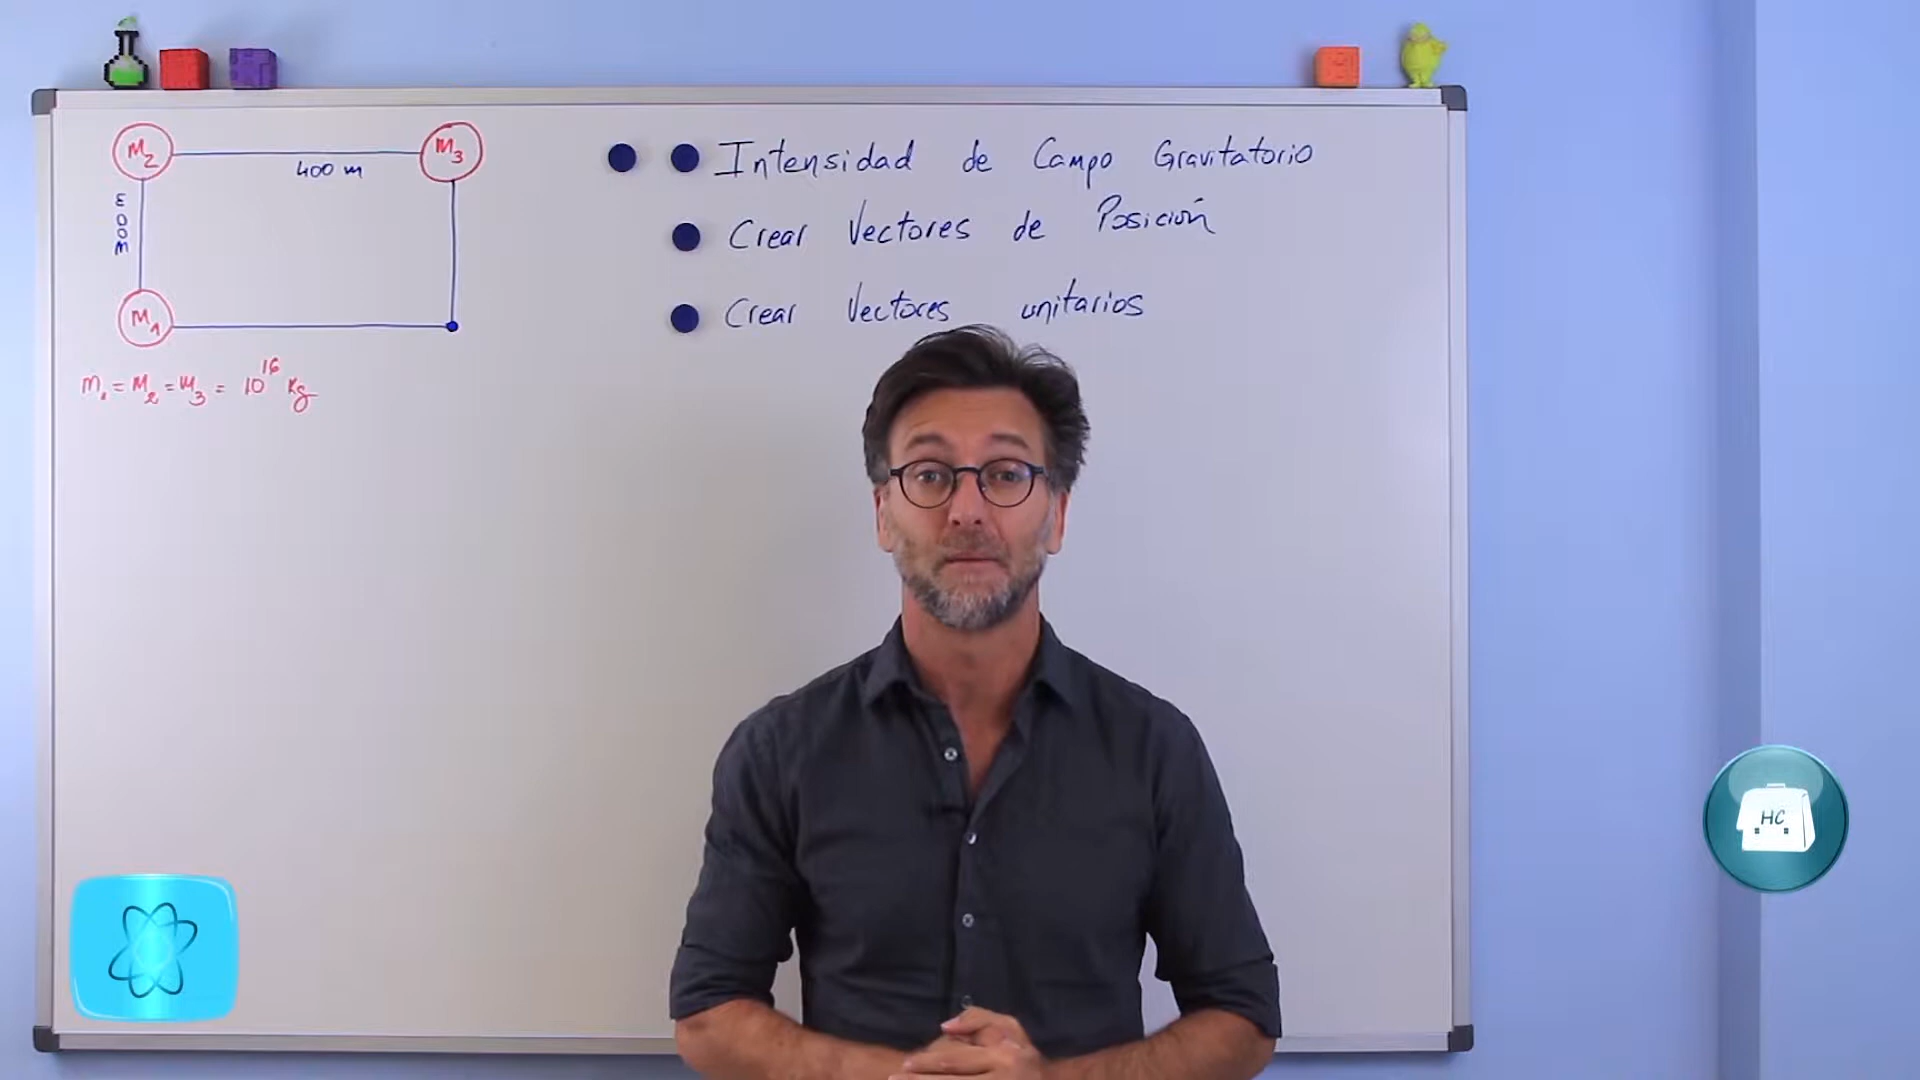 M2
M3
400 m
300 m
M1
Intensidad de Campo Gravitatorio
Crear Vectores de Posición
Crear Vectores unitarios
M1 = M2 = M3 = 10^16 Kg
HC